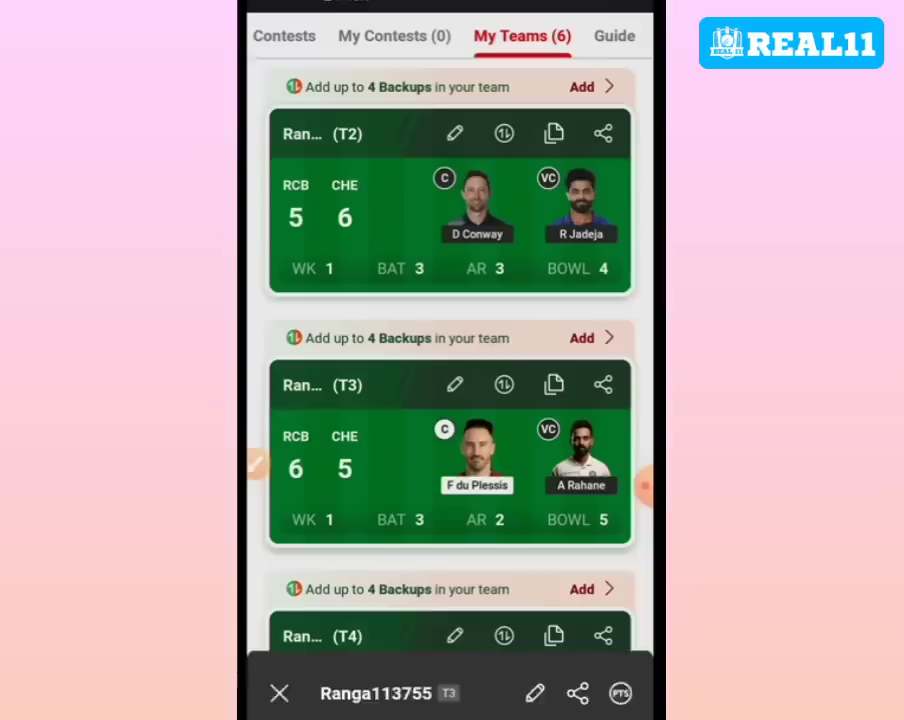 Contests My Contests (0) My Teams (6) Guide
REAL 11
REAL11
Add up to 4 Backups in your team Add
Ran... (T2)
C VC
RCB CHE
5 6
D Conway R Jadeja
WK 1 BAT 3 AR 3 BOWL 4
Add up to 4 Backups in your team Add
Ran... (T3)
C VC
RCB CHE
6 5
F du Plessis A Rahane
WK 1 BAT 3 AR 2 BOWL 5
Add up to 4 Backups in your team Add
Ran... (T4)
Ranga113755 T3 PTS